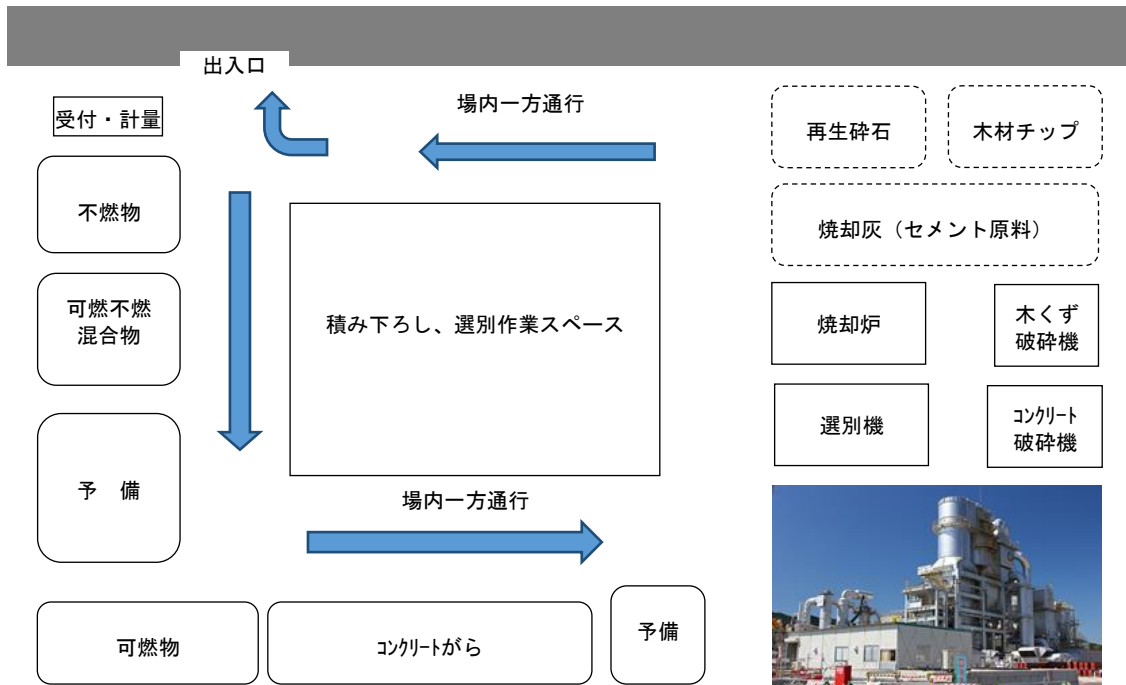 出入口
受付・計量
場内一方通行
再生砕石
木材チップ
不燃物
焼却灰（セメント原料）
可燃不燃
混合物
積み下ろし、選別作業スペース
焼却炉
木くず
破砕機
選別機
ｺﾝｸﾘｰﾄ
破砕機
予　備
場内一方通行
可燃物
ｺﾝｸﾘｰﾄがら
予備